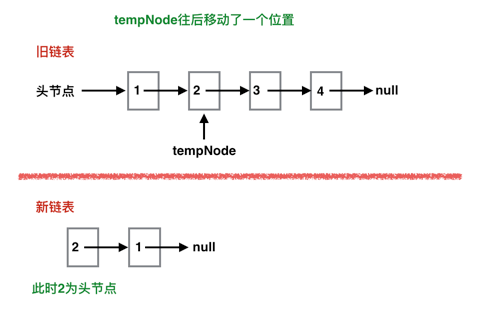 tempNode往后移动了一个位置
旧链表
头节点 1 2 3 4 null
tempNode
新链表
2 1 null
此时2为头节点